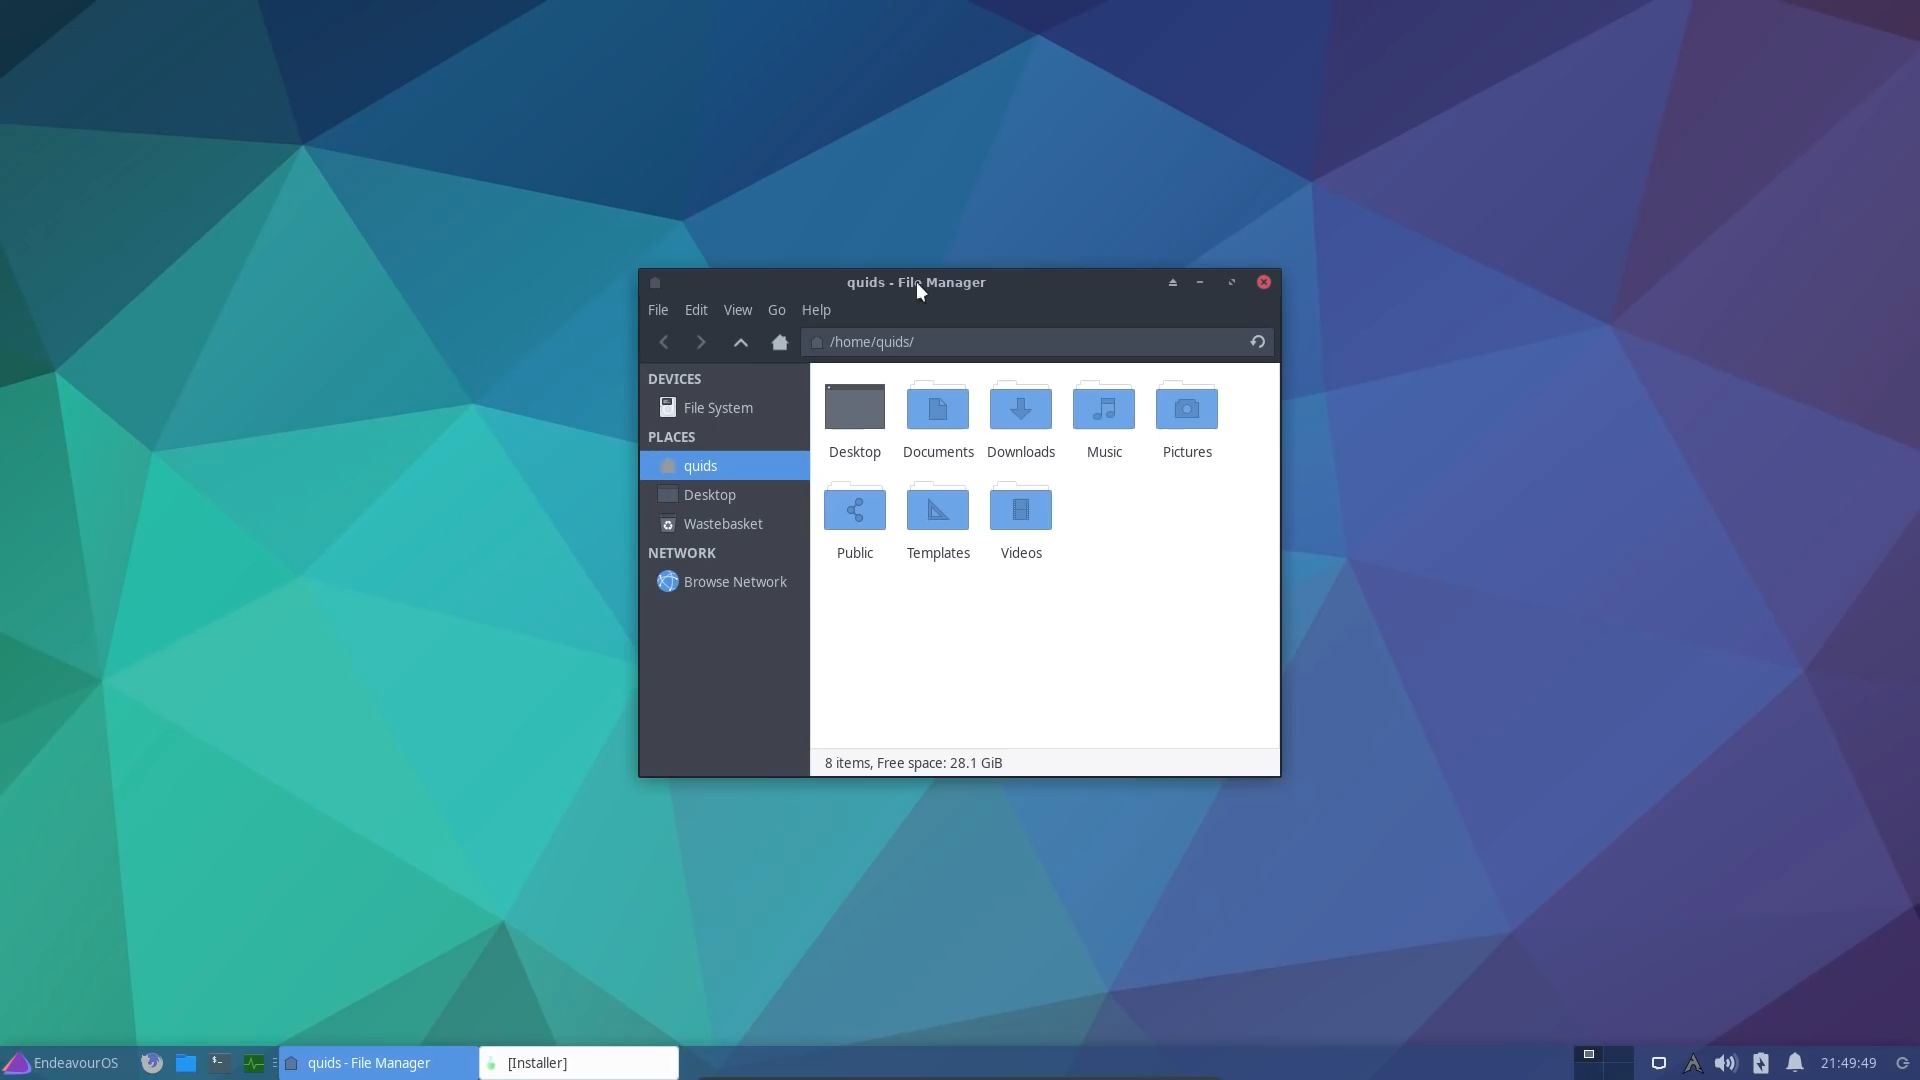 quids - File Manager
File Edit View Go Help
/home/quids/
DEVICES
File System
PLACES
quids
Desktop
Wastebasket
NETWORK
Browse Network
Desktop Documents Downloads Music Pictures
Public Templates Videos
8 items, Free space: 28.1 GiB
EndeavourOS quids - File Manager [Installer] 21:49:49